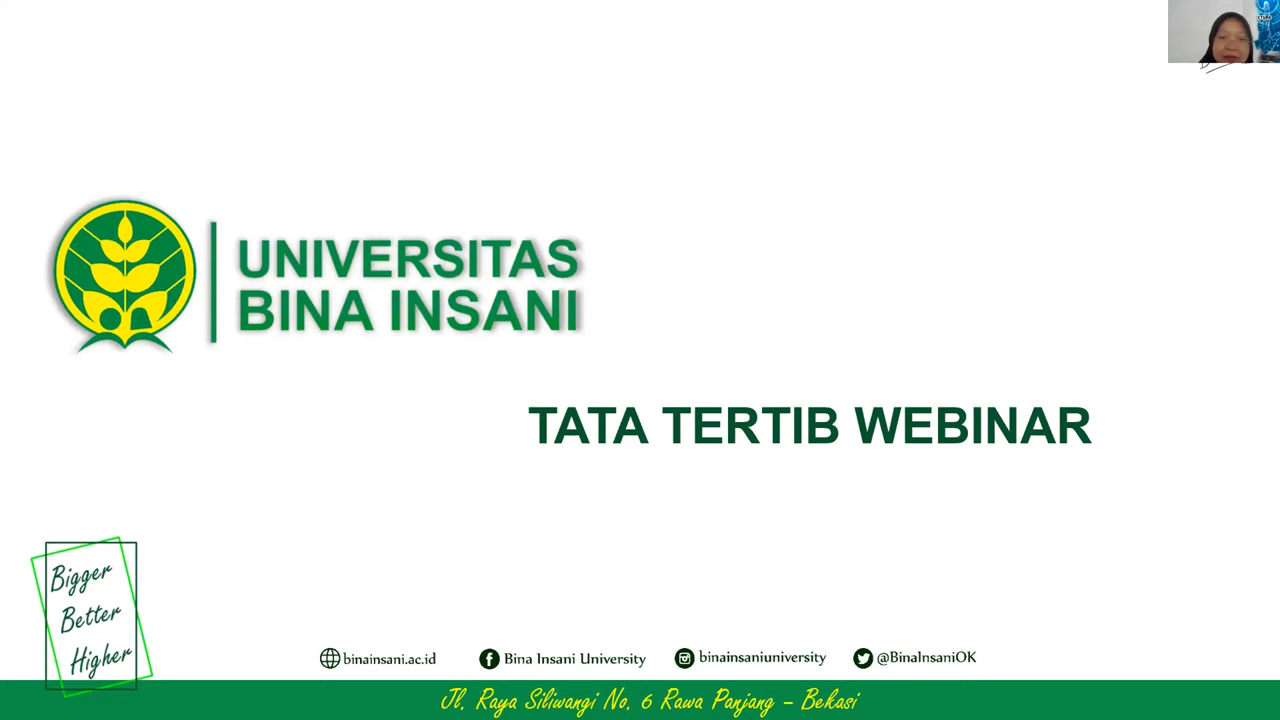 UNIVERSITAS
BINA INSANI
TATA TERTIB WEBINAR
Bigger
Better
Higher
binainsani.ac.id
Bina Insani University
binainsaniuniversity
@BinaInsaniOK
Jl. Raya Siliwangi No. 6 Rawa Panjang – Bekasi